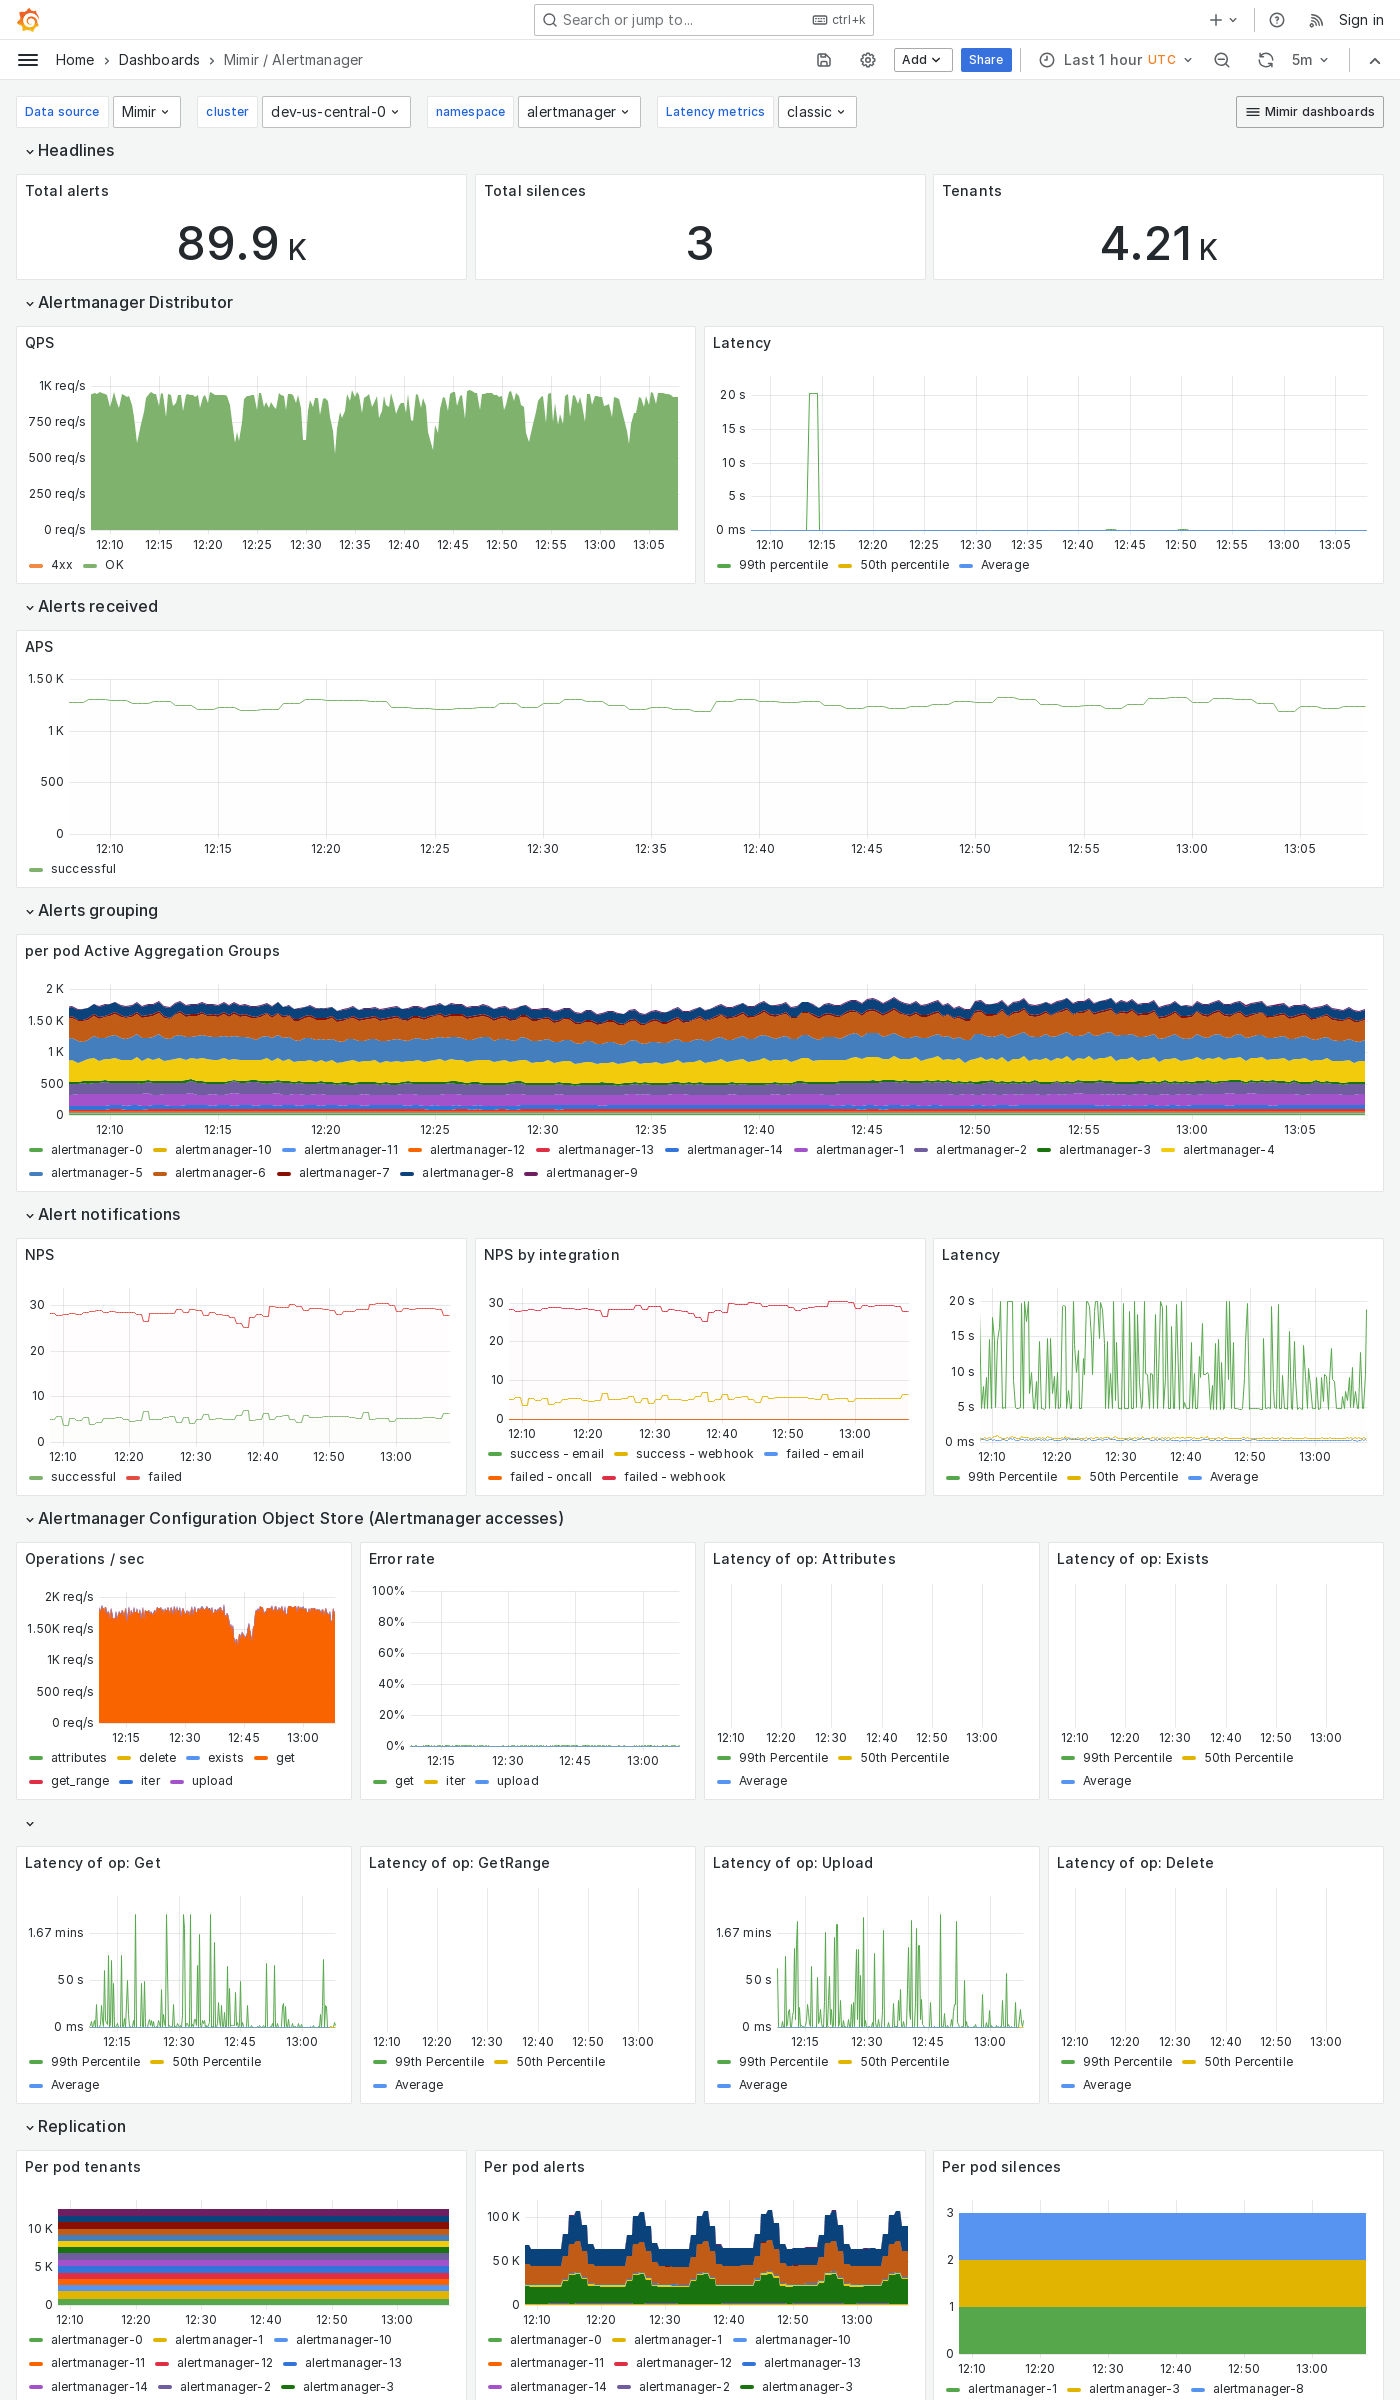 Search or jump to... ctrl+k Sign in
Home Dashboards Mimir / Alertmanager Add Share Last 1 hour UTC 5m
Data source Mimir cluster dev-us-central-0 namespace alertmanager Latency metrics classic Mimir dashboards
Headlines
Total alerts
89.9 K
Total silences
3
Tenants
4.21 K
Alertmanager Distributor
QPS
1K req/s
750 req/s
500 req/s
250 req/s
0 req/s
12:10 12:15 12:20 12:25 12:30 12:35 12:40 12:45 12:50 12:55 13:00 13:05
4xx OK
Latency
20 s
15 s
10 s
5 s
0 ms
12:10 12:15 12:20 12:25 12:30 12:35 12:40 12:45 12:50 12:55 13:00 13:05
99th percentile 50th percentile Average
Alerts received
APS
1.50 K
1 K
500
0
12:10 12:15 12:20 12:25 12:30 12:35 12:40 12:45 12:50 12:55 13:00 13:05
successful
Alerts grouping
per pod Active Aggregation Groups
2 K
1.50 K
1 K
500
0
12:10 12:15 12:20 12:25 12:30 12:35 12:40 12:45 12:50 12:55 13:00 13:05
alertmanager-0 alertmanager-10 alertmanager-11 alertmanager-12 alertmanager-13 alertmanager-14 alertmanager-1 alertmanager-2 alertmanager-3 alertmanager-4
alertmanager-5 alertmanager-6 alertmanager-7 alertmanager-8 alertmanager-9
Alert notifications
NPS
30
20
10
0
12:10 12:20 12:30 12:40 12:50 13:00
successful failed
NPS by integration
30
20
10
0
12:10 12:20 12:30 12:40 12:50 13:00
success - email success - webhook failed - email
failed - oncall failed - webhook
Latency
20 s
15 s
10 s
5 s
0 ms
12:10 12:20 12:30 12:40 12:50 13:00
99th Percentile 50th Percentile Average
Alertmanager Configuration Object Store (Alertmanager accesses)
Operations / sec
2K req/s
1.50K req/s
1K req/s
500 req/s
0 req/s
12:15 12:30 12:45 13:00
attributes delete exists get
get_range iter upload
Error rate
100%
80%
60%
40%
20%
0%
12:15 12:30 12:45 13:00
get iter upload
Latency of op: Attributes
12:10 12:20 12:30 12:40 12:50 13:00
99th Percentile 50th Percentile
Average
Latency of op: Exists
12:10 12:20 12:30 12:40 12:50 13:00
99th Percentile 50th Percentile
Average
Latency of op: Get
1.67 mins
50 s
0 ms
12:15 12:30 12:45 13:00
99th Percentile 50th Percentile
Average
Latency of op: GetRange
12:10 12:20 12:30 12:40 12:50 13:00
99th Percentile 50th Percentile
Average
Latency of op: Upload
1.67 mins
50 s
0 ms
12:15 12:30 12:45 13:00
99th Percentile 50th Percentile
Average
Latency of op: Delete
12:10 12:20 12:30 12:40 12:50 13:00
99th Percentile 50th Percentile
Average
Replication
Per pod tenants
10 K
5 K
0
12:10 12:20 12:30 12:40 12:50 13:00
alertmanager-0 alertmanager-1 alertmanager-10
alertmanager-11 alertmanager-12 alertmanager-13
alertmanager-14 alertmanager-2 alertmanager-3
Per pod alerts
100 K
50 K
0
12:10 12:20 12:30 12:40 12:50 13:00
alertmanager-0 alertmanager-1 alertmanager-10
alertmanager-11 alertmanager-12 alertmanager-13
alertmanager-14 alertmanager-2 alertmanager-3
Per pod silences
3
2
1
0
12:10 12:20 12:30 12:40 12:50 13:00
alertmanager-1 alertmanager-3 alertmanager-8